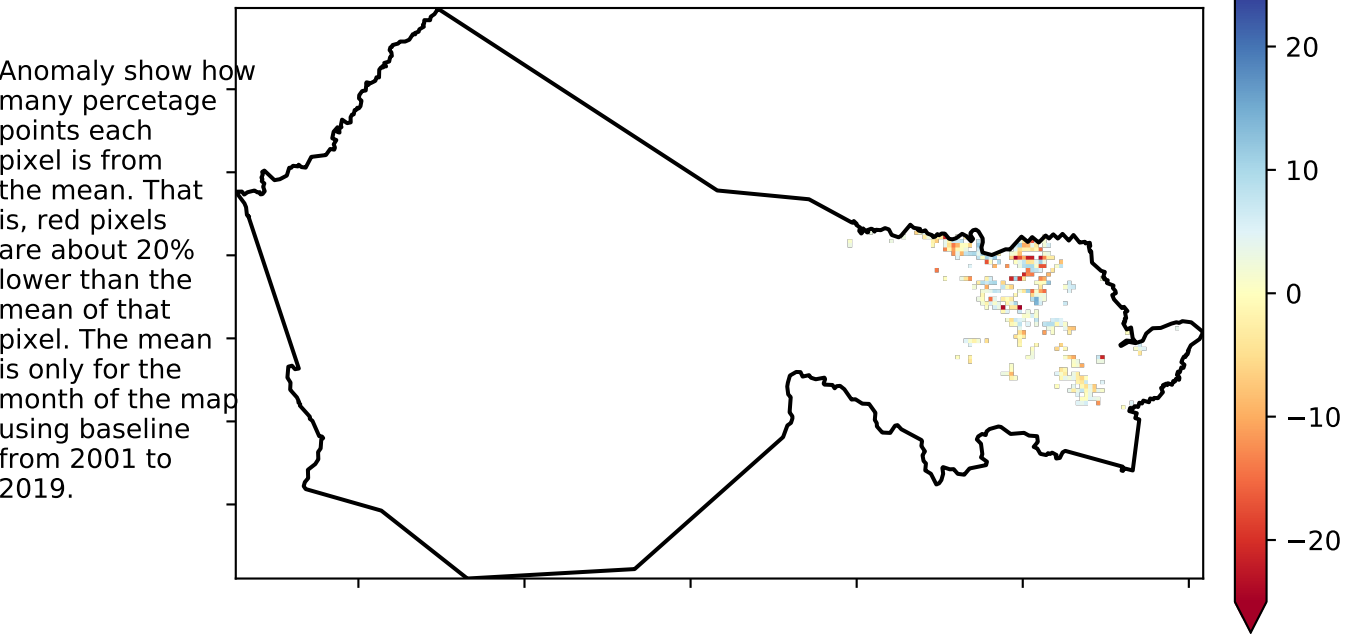 Anomaly show how
many percetage
points each
pixel is from
the mean. That
is, red pixels
are about 20%
lower than the
mean of that
pixel. The mean
is only for the
month of the map
using baseline
from 2001 to
2019.
20
10
0
−10
−20